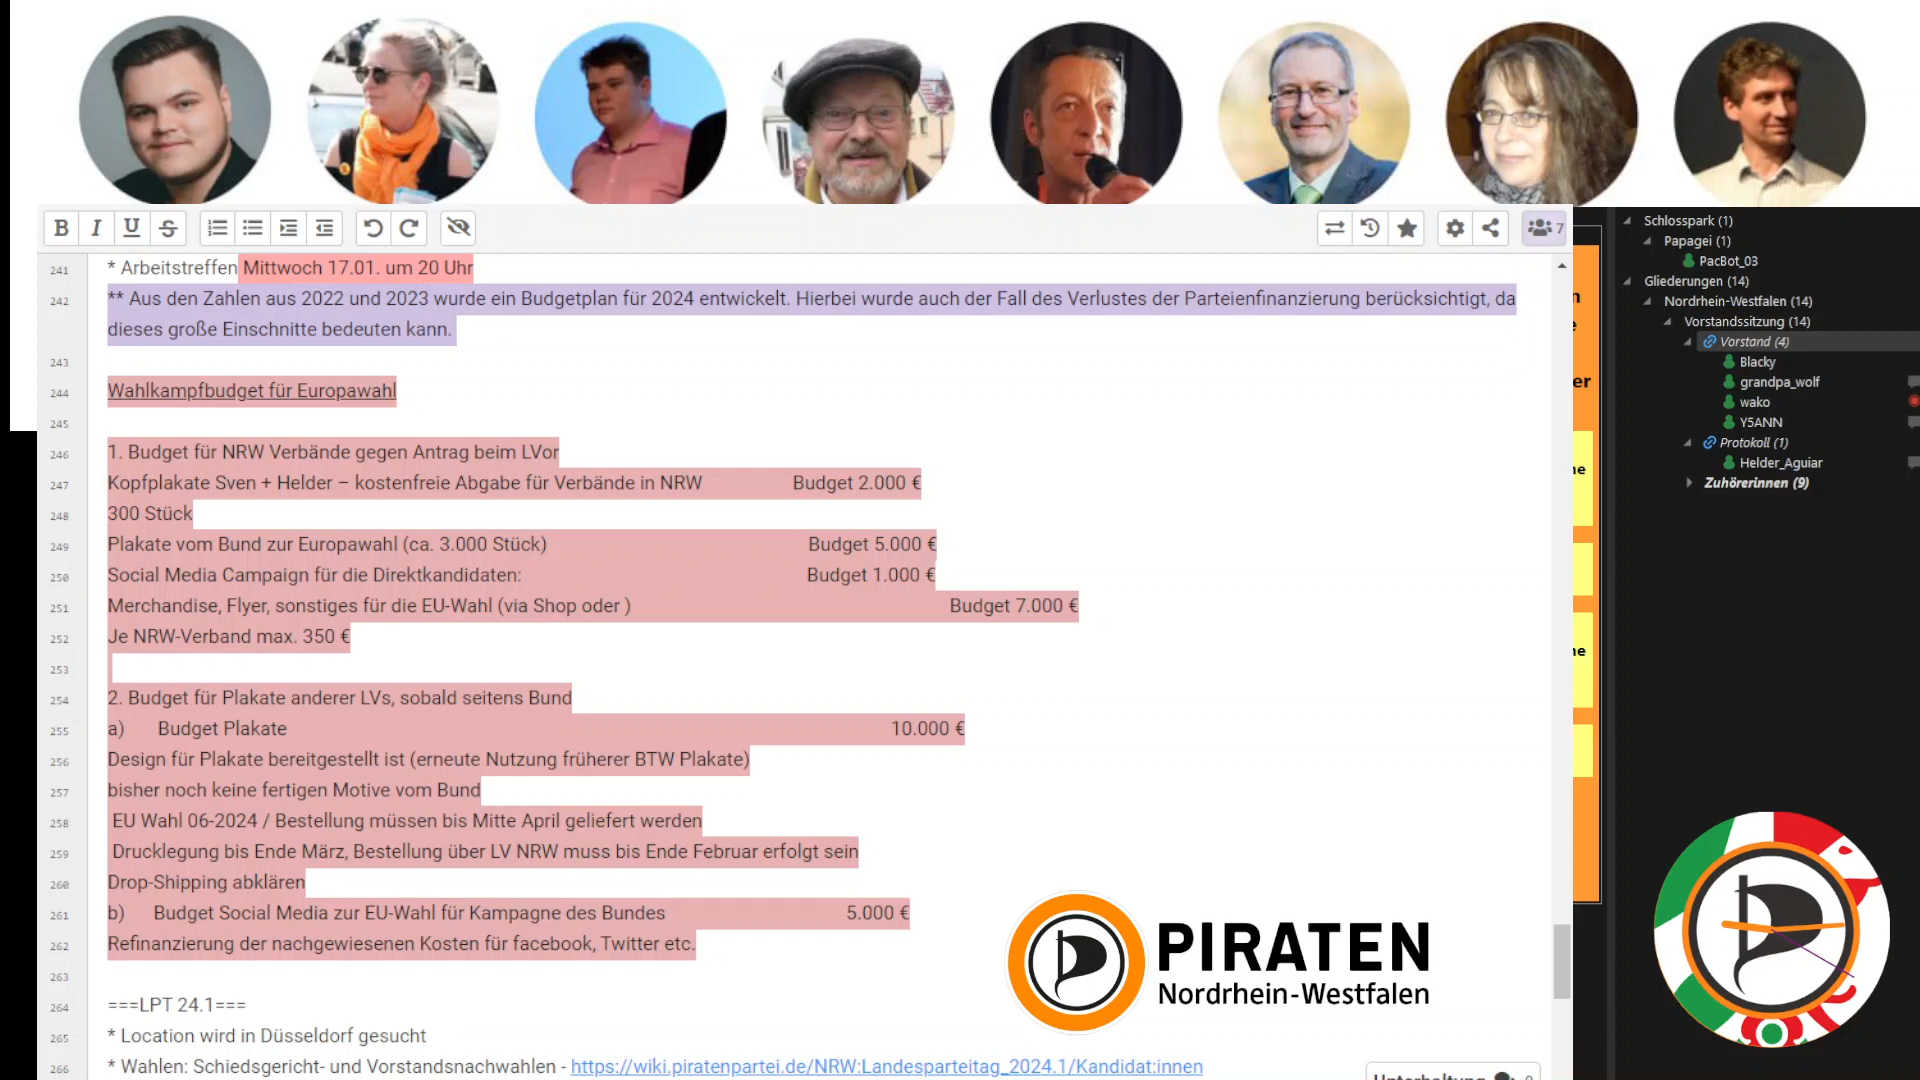 B I U S
7
241 * Arbeitstreffen Mittwoch 17.01. um 20 Uhr
242 ** Aus den Zahlen aus 2022 und 2023 wurde ein Budgetplan für 2024 entwickelt. Hierbei wurde auch der Fall des Verlustes der Parteienfinanzierung berücksichtigt, da
dieses große Einschnitte bedeuten kann.
243
244 Wahlkampfbudget für Europawahl
245
246 1. Budget für NRW Verbände gegen Antrag beim LVor
247 Kopfplakate Sven + Helder – kostenfreie Abgabe für Verbände in NRW Budget 2.000 €
248 300 Stück
249 Plakate vom Bund zur Europawahl (ca. 3.000 Stück) Budget 5.000 €
250 Social Media Campaign für die Direktkandidaten: Budget 1.000 €
251 Merchandise, Flyer, sonstiges für die EU-Wahl (via Shop oder ) Budget 7.000 €
252 Je NRW-Verband max. 350 €
253
254 2. Budget für Plakate anderer LVs, sobald seitens Bund
255 a) Budget Plakate 10.000 €
256 Design für Plakate bereitgestellt ist (erneute Nutzung früherer BTW Plakate)
257 bisher noch keine fertigen Motive vom Bund
258 EU Wahl 06-2024 / Bestellung müssen bis Mitte April geliefert werden
259 Drucklegung bis Ende März, Bestellung über LV NRW muss bis Ende Februar erfolgt sein
260 Drop-Shipping abklären
261 b) Budget Social Media zur EU-Wahl für Kampagne des Bundes 5.000 €
262 Refinanzierung der nachgewiesenen Kosten für facebook, Twitter etc.
263
264 ===LPT 24.1===
265 * Location wird in Düsseldorf gesucht
266 * Wahlen: Schiedsgericht- und Vorstandsnachwahlen - https://wiki.piratenpartei.de/NRW:Landesparteitag_2024.1/Kandidat:innen
PIRATEN
Nordrhein-Westfalen
Schlosspark (1)
Papagei (1)
PacBot_03
Gliederungen (14)
Nordrhein-Westfalen (14)
Vorstandssitzung (14)
Vorstand (4)
Blacky
grandpa_wolf
wako
Y5ANN
Protokoll (1)
Helder_Aguiar
Zuhörerinnen (9)